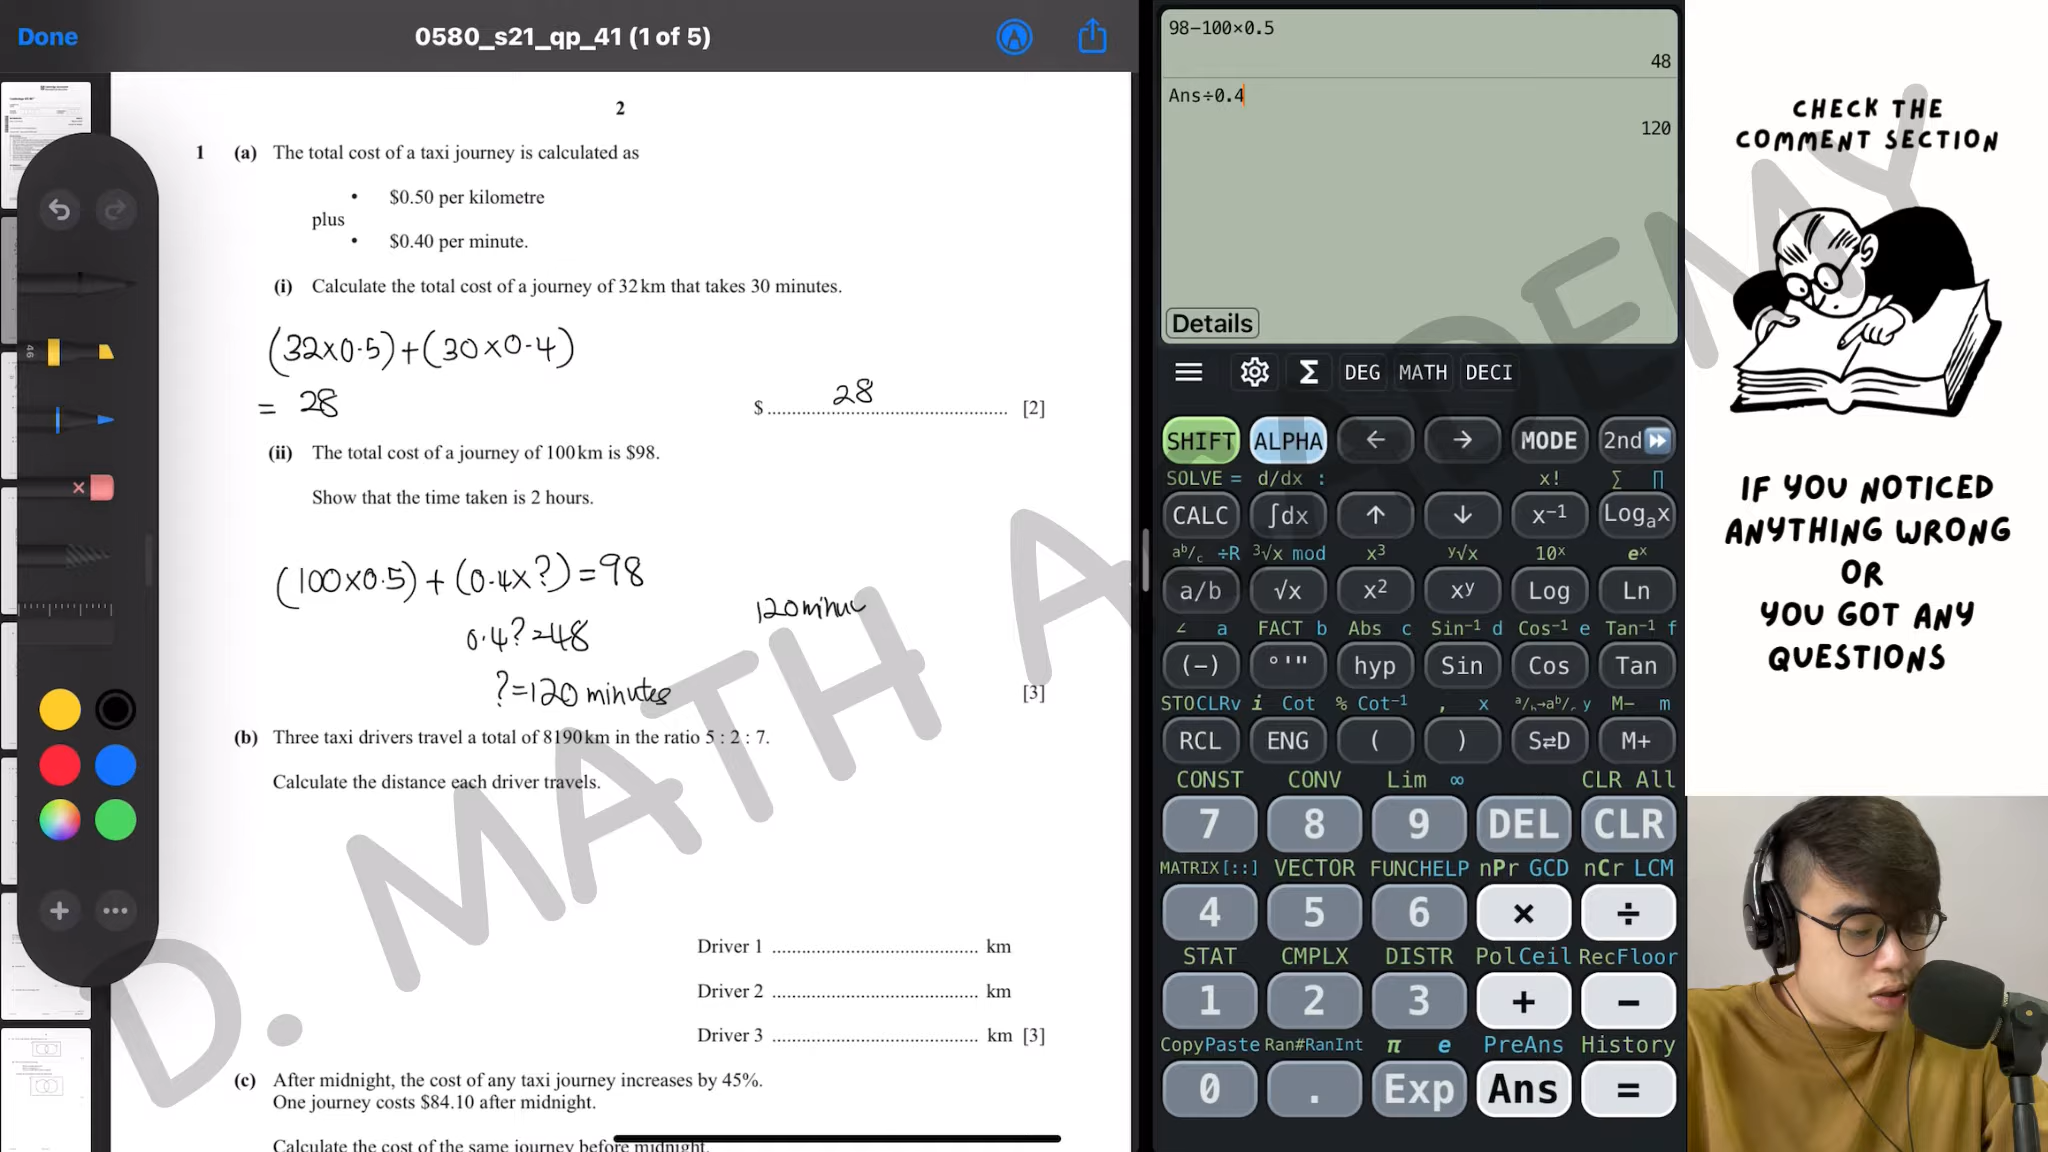 Done
0580_s21_qp_41 (1 of 5)
2
1 (a) The total cost of a taxi journey is calculated as
• $0.50 per kilometre
plus
• $0.40 per minute.
(i) Calculate the total cost of a journey of 32 km that takes 30 minutes.
(32×0.5)+(30×0.4)
= 28
$ 28 [2]
(ii) The total cost of a journey of 100 km is $98.
Show that the time taken is 2 hours.
(100×0.5)+(0.4×?)=98
0.4?=48
?=120 minutes
120 minu
[3]
(b) Three taxi drivers travel a total of 8190 km in the ratio 5 : 2 : 7.
Calculate the distance each driver travels.
Driver 1 ................ km
Driver 2 ................ km
Driver 3 ................ km [3]
(c) After midnight, the cost of any taxi journey increases by 45%.
One journey costs $84.10 after midnight.
Calculate the cost of the same journey before midnight.
D. MATH ACADEMY
98−100×0.5
48
Ans÷0.4
120
Details
Σ DEG MATH DECI
SHIFT ALPHA ← → MODE 2nd
SOLVE = d/dx : x! ∑ ∏
CALC ∫dx ↑ ↓ x⁻¹ Logₐx
aᵇ/c ÷R ³√x mod x³ ʸ√x 10ˣ eˣ
a/b √x x² xʸ Log Ln
∠ a FACT b Abs c Sin⁻¹ d Cos⁻¹ e Tan⁻¹ f
(−) °'" hyp Sin Cos Tan
STO CLRv i Cot % Cot⁻¹ , x y M− m
RCL ENG ( ) S⇄D M+
CONST CONV Lim ∞ CLR All
7 8 9 DEL CLR
MATRIX[::] VECTOR FUNC HELP nPr GCD nCr LCM
4 5 6 × ÷
STAT CMPLX DISTR Pol Ceil Rec Floor
1 2 3 + −
Copy Paste Ran# RanInt π e PreAns History
0 . Exp Ans =
CHECK THE
COMMENT SECTION
IF YOU NOTICED
ANYTHING WRONG
OR
YOU GOT ANY
QUESTIONS